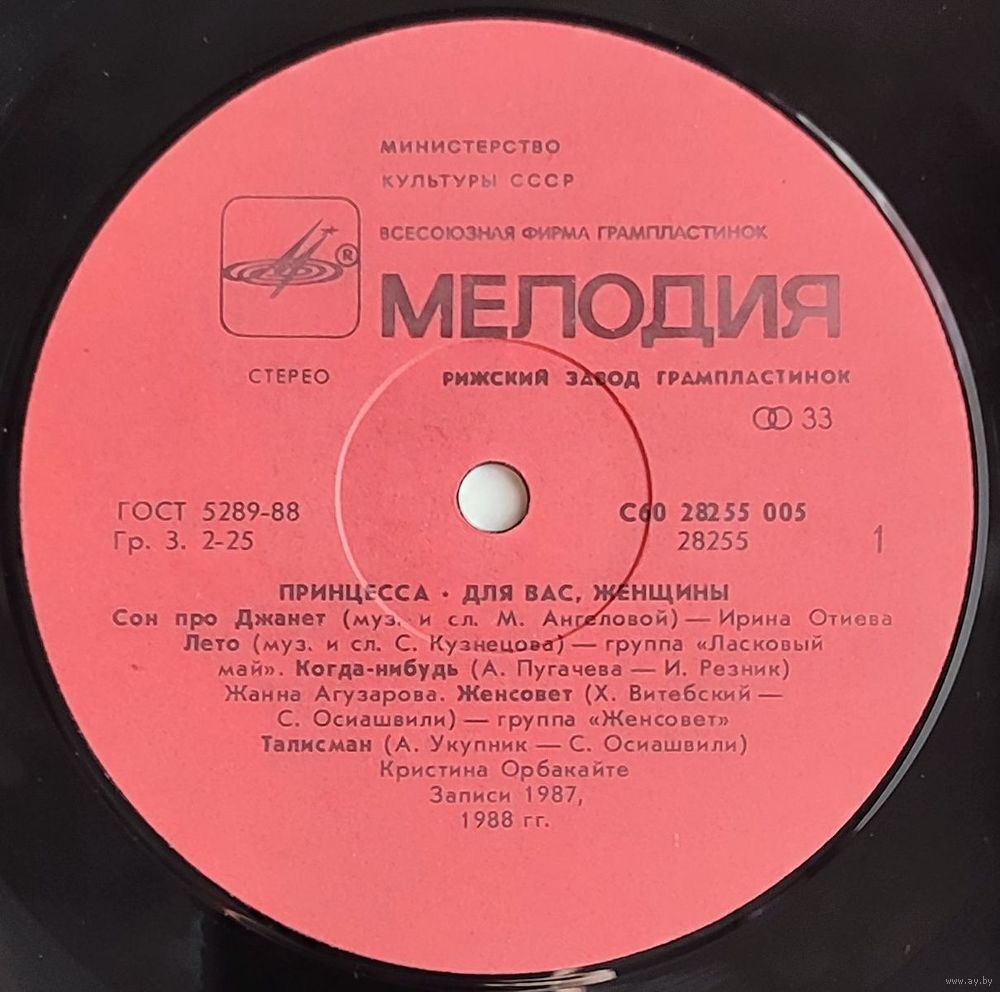 МИНИСТЕРСТВО
КУЛЬТУРЫ СССР
ВСЕСОЮЗНАЯ ФИРМА ГРАМПЛАСТИНОК
®
МЕЛОДИЯ
СТЕРЕО
РИЖСКИЙ ЗАВОД ГРАМПЛАСТИНОК
33
ГОСТ 5289-88
Гр. 3. 2-25
С60 28255 005
28255
1
ПРИНЦЕССА · ДЛЯ ВАС, ЖЕНЩИНЫ
Сон про Джанет (муз. и сл. М. Ангеловой) — Ирина Отиева
Лето (муз. и сл. С. Кузнецова) — группа «Ласковый
май». Когда-нибудь (А. Пугачева — И. Резник)
Жанна Агузарова. Женсовет (Х. Витебский —
С. Осиашвили) — группа «Женсовет»
Талисман (А. Укупник — С. Осиашвили)
Кристина Орбакайте
Записи 1987,
1988 гг.
www.ay.by